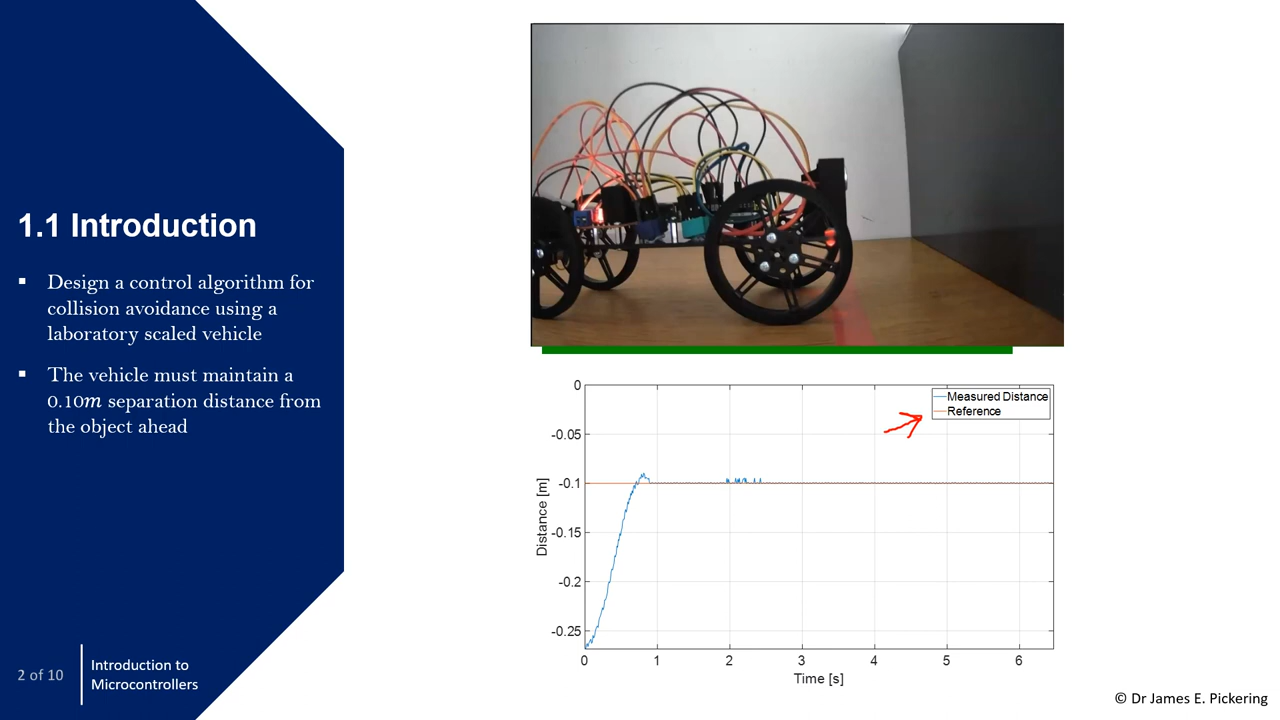 1.1 Introduction
▪ Design a control algorithm for
collision avoidance using a
laboratory scaled vehicle
▪ The vehicle must maintain a
0.10m separation distance from
the object ahead
2 of 10
Introduction to
Microcontrollers
Measured Distance
Reference
0
-0.05
-0.1
-0.15
-0.2
-0.25
Distance [m]
0 1 2 3 4 5 6
Time [s]
© Dr James E. Pickering